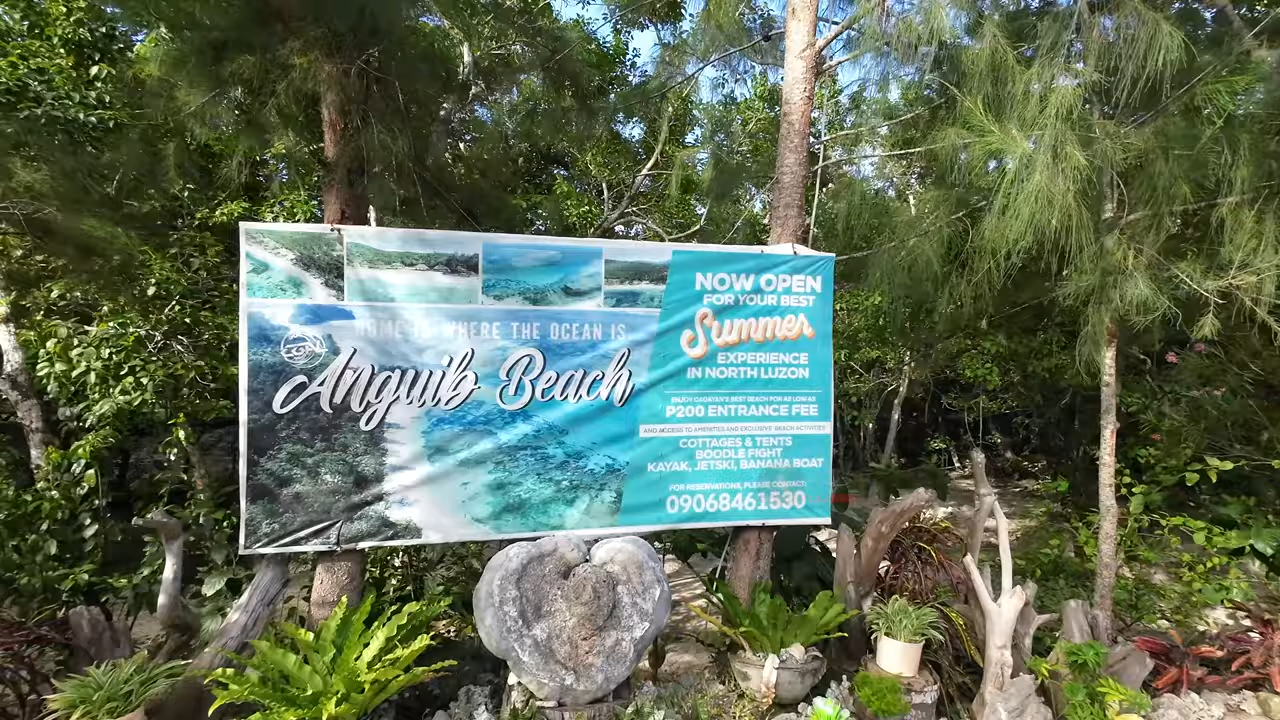 HOME IS WHERE THE OCEAN IS
Anguib Beach
NOW OPEN
FOR YOUR BEST
Summer
EXPERIENCE
IN NORTH LUZON
ENJOY CAGAYAN'S BEST BEACH FOR AS LOW AS
P200 ENTRANCE FEE
AND ACCESS TO AMENITIES AND EXCLUSIVE BEACH ACTIVITIES
COTTAGES & TENTS
BOODLE FIGHT
KAYAK, JETSKI, BANANA BOAT
FOR RESERVATIONS, PLEASE CONTACT:
09068461530